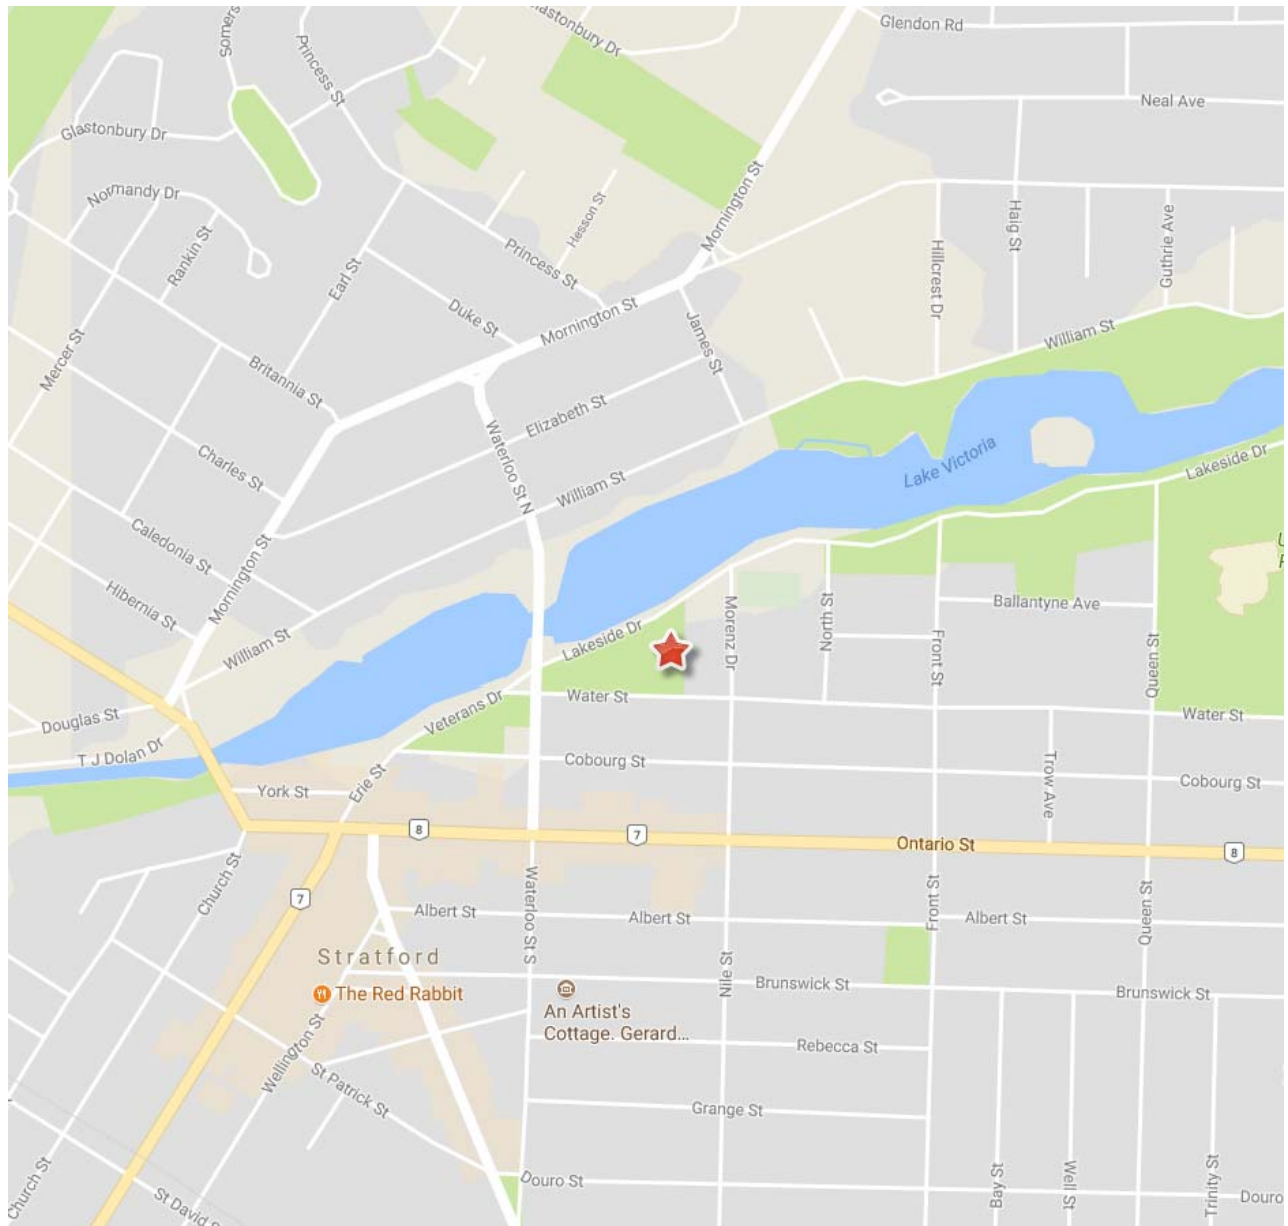 Somers
Princess St
Glastonbury Dr
Glendon Rd
Neal Ave
Glastonbury Dr
Normandy Dr
Rankin St
Earl St
Hesson St
Princess St
Mornington St
Hillcrest Dr
Haig St
Guthrie Ave
Duke St
Mornington St
James St
William St
Mercer St
Britannia St
Elizabeth St
Waterloo St N
Charles St
William St
Lake Victoria
Lakeside Dr
Caledonia St
Mornington St
Hibernia St
William St
Lakeside Dr
Morenz Dr
North St
Ballantyne Ave
Front St
Queen St
Douglas St
T J Dolan Dr
Veterans Dr
Water St
Water St
Cobourg St
Trow Ave
Cobourg St
York St
Erie St
8
7
Ontario St
8
Church St
7
Waterloo St S
Albert St
Albert St
Front St
Albert St
Queen St
Stratford
The Red Rabbit
An Artist's
Cottage. Gerard...
Nile St
Brunswick St
Brunswick St
Rebecca St
Wellington St
St Patrick St
Grange St
Church St
St David S
Douro St
Bay St
Well St
Trinity St
Douro